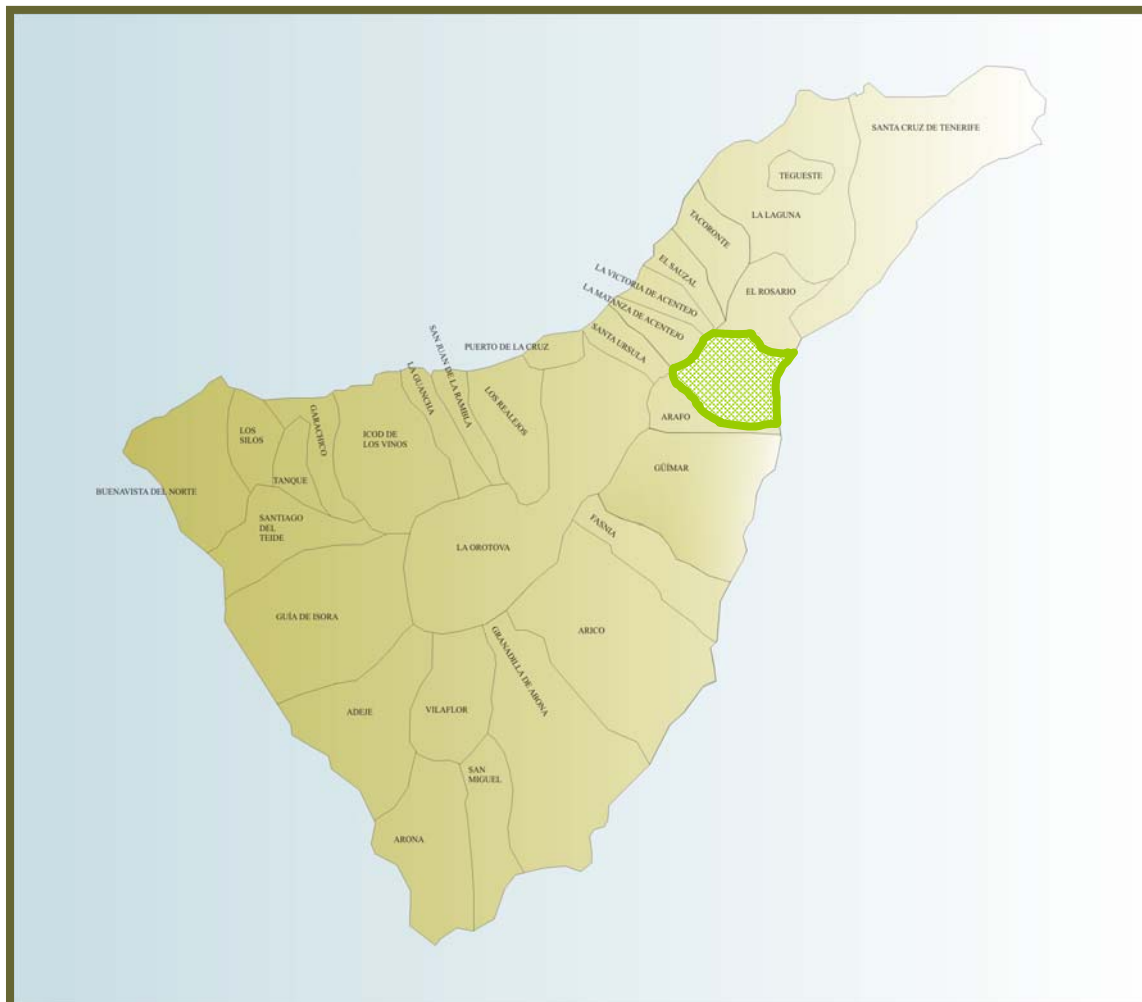 SANTA CRUZ DE TENERIFE
TEGUESTE
LA LAGUNA
TACORONTE
EL SAUZAL
LA VICTORIA DE ACENTEJO
LA MATANZA DE ACENTEJO
EL ROSARIO
SANTA URSULA
PUERTO DE LA CRUZ
SAN JUAN DE LA RAMBLA
LA GUANCHA
LOS REALEJOS
ARAFO
GARACHICO
ICOD DE
LOS VINOS
LOS
SILOS
TANQUE
BUENAVISTA DEL NORTE
GÜÍMAR
SANTIAGO
DEL
TEIDE
FASNIA
LA OROTOVA
GUÍA DE ISORA
ARICO
GRANADILLA DE ABONA
ADEJE
VILAFLOR
SAN
MIGUEL
ARONA